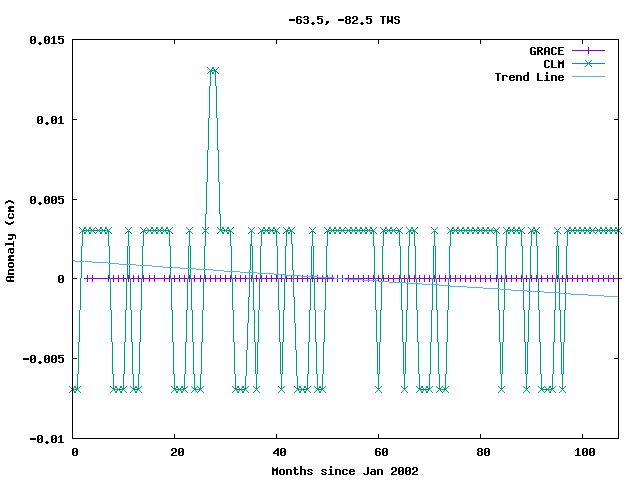 -63.5, -82.5 TWS
0.015
GRACE
CLM
Trend Line
0.01
0.005
Anomaly (cm)
0
-0.005
-0.01
0 20 40 60 80 100
Months since Jan 2002